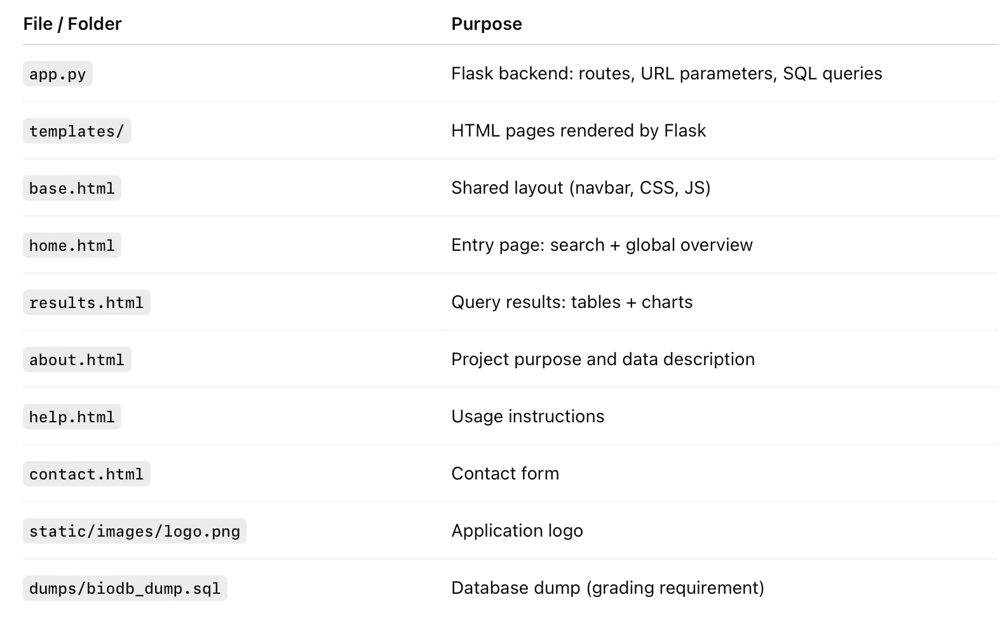 File / Folder Purpose
app.py Flask backend: routes, URL parameters, SQL queries
templates/ HTML pages rendered by Flask
base.html Shared layout (navbar, CSS, JS)
home.html Entry page: search + global overview
results.html Query results: tables + charts
about.html Project purpose and data description
help.html Usage instructions
contact.html Contact form
static/images/logo.png Application logo
dumps/biodb_dump.sql Database dump (grading requirement)